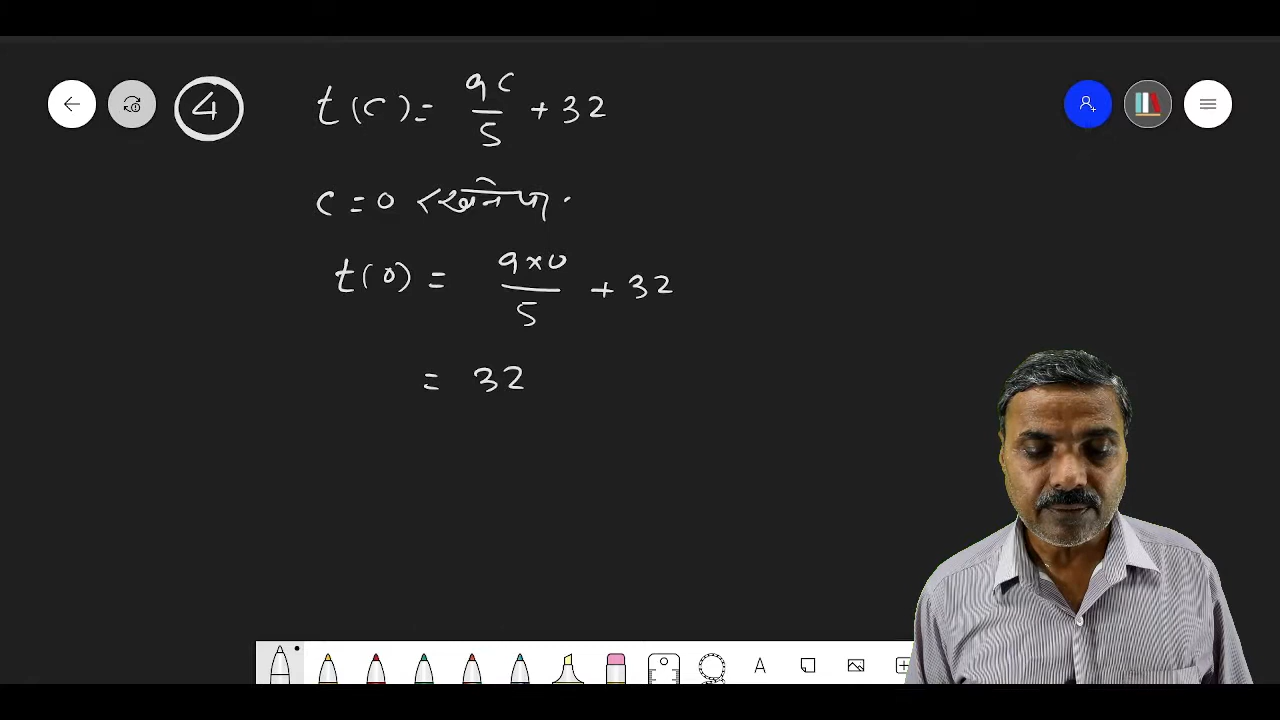 4 t(c) = 9c/5 + 32
c = 0 रखने पर
t(0) = 9×0/5 + 32
= 32
A